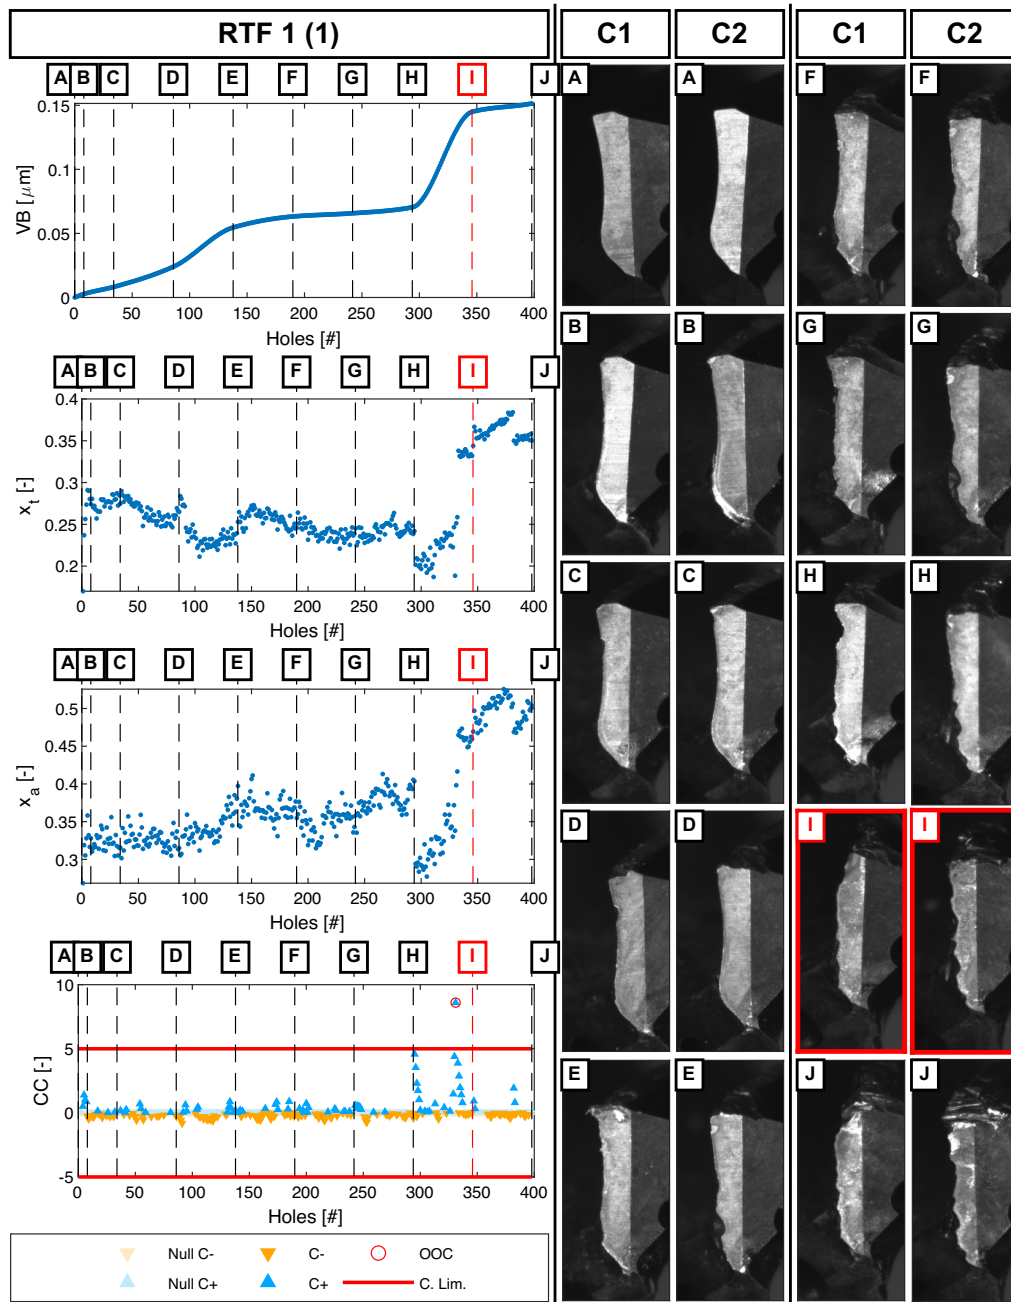 RTF 1 (1)
A B C D E F G H I J
0.15
0.1
0.05
0
VB [μm]
0 50 100 150 200 250 300 350 400
Holes [#]
A B C D E F G H I J
0.4
0.35
0.3
0.25
0.2
x_t [-]
0 50 100 150 200 250 300 350 400
Holes [#]
A B C D E F G H I J
0.5
0.45
0.4
0.35
0.3
x_a [-]
0 50 100 150 200 250 300 350 400
Holes [#]
A B C D E F G H I J
10
5
0
-5
CC [-]
0 50 100 150 200 250 300 350 400
Holes [#]
Null C- C- OOC
Null C+ C+ C. Lim.
C1 C2 C1 C2
A A F F
B B G G
C C H H
D D I I
E E J J